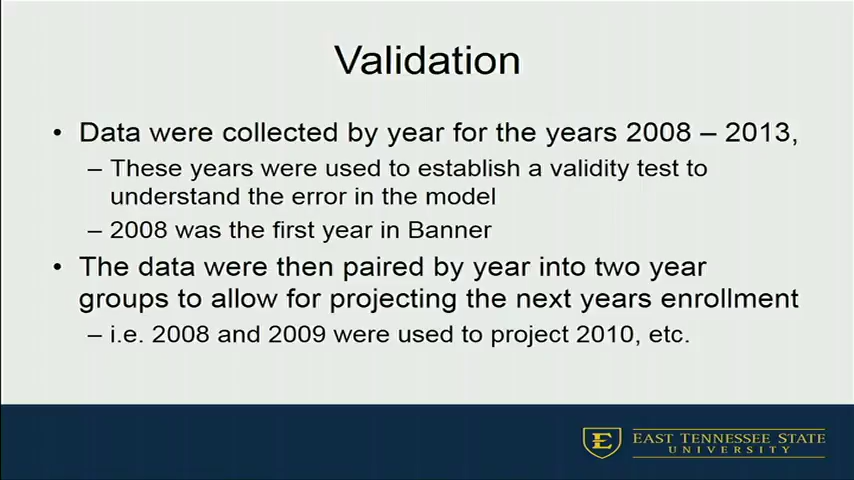 Validation
• Data were collected by year for the years 2008 – 2013,
– These years were used to establish a validity test to
understand the error in the model
– 2008 was the first year in Banner
• The data were then paired by year into two year
groups to allow for projecting the next years enrollment
– i.e. 2008 and 2009 were used to project 2010, etc.
E
EAST TENNESSEE STATE
UNIVERSITY